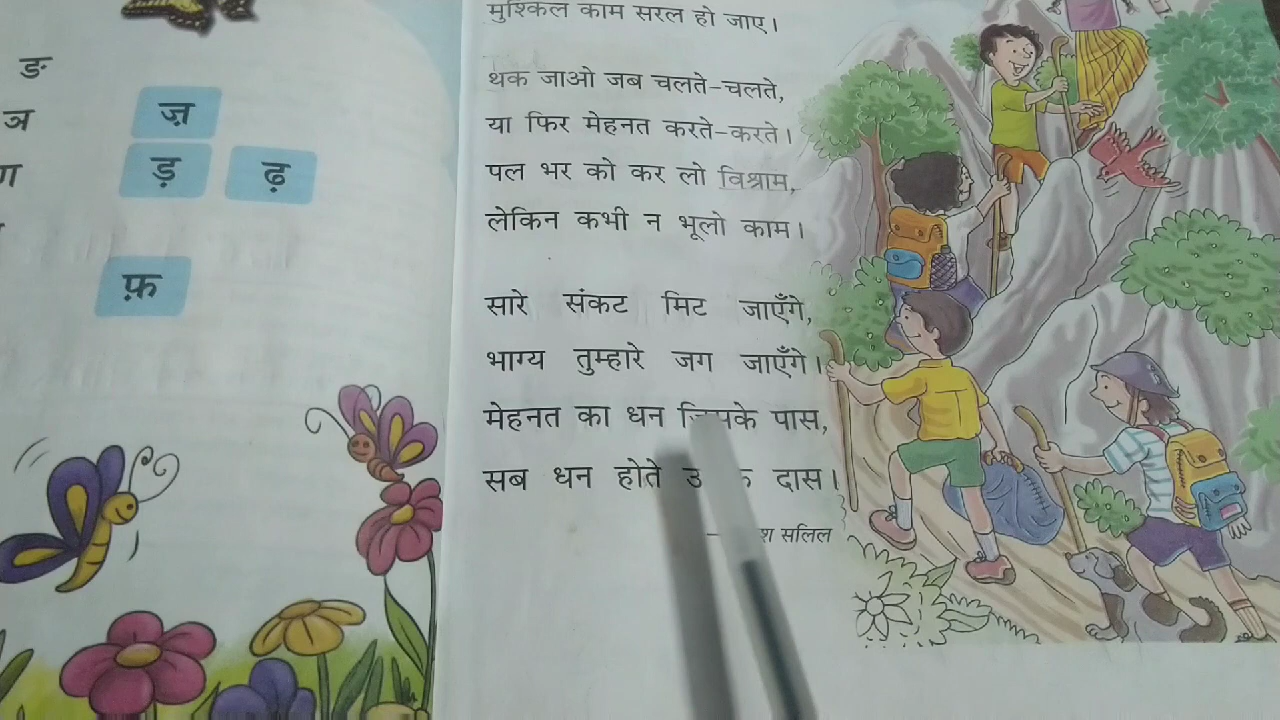 ङ
ञ
ज़
ड़ ढ़
फ़
मुश्किल काम सरल हो जाए।
थक जाओ जब चलते-चलते,
या फिर मेहनत करते-करते।
पल भर को कर लो विश्राम,
लेकिन कभी न भूलो काम।
सारे संकट मिट जाएँगे,
भाग्य तुम्हारे जग जाएँगे।
मेहनत का धन जिसके पास,
सब धन होते दास।
सलिल